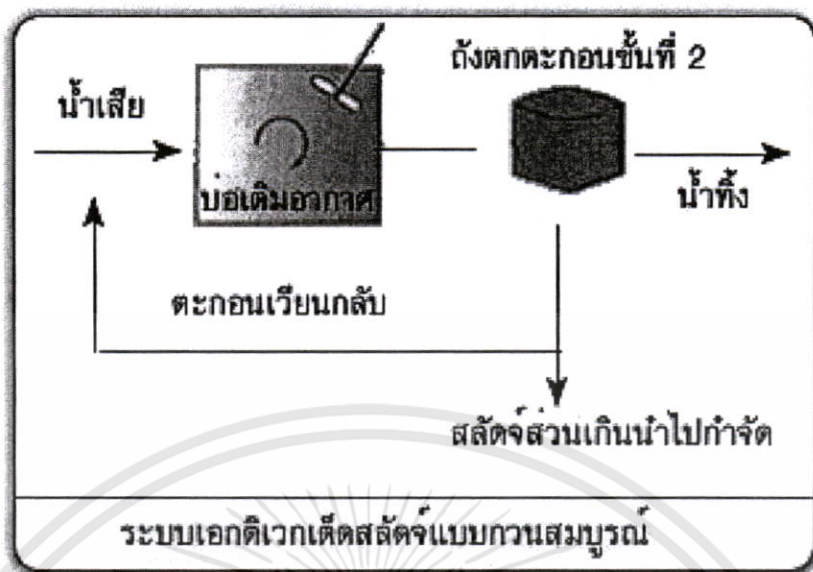 ถังตกตะกอนชั้นที่ 2
น้ำเสีย
บ่อเติมอากาศ
น้ำทิ้ง
ตะกอนเวียนกลับ
สลัดจ์ส่วนเกินนำไปกำจัด
ระบบเอกติเวกเต็ดสลัดจ์แบบกวนสมบูรณ์